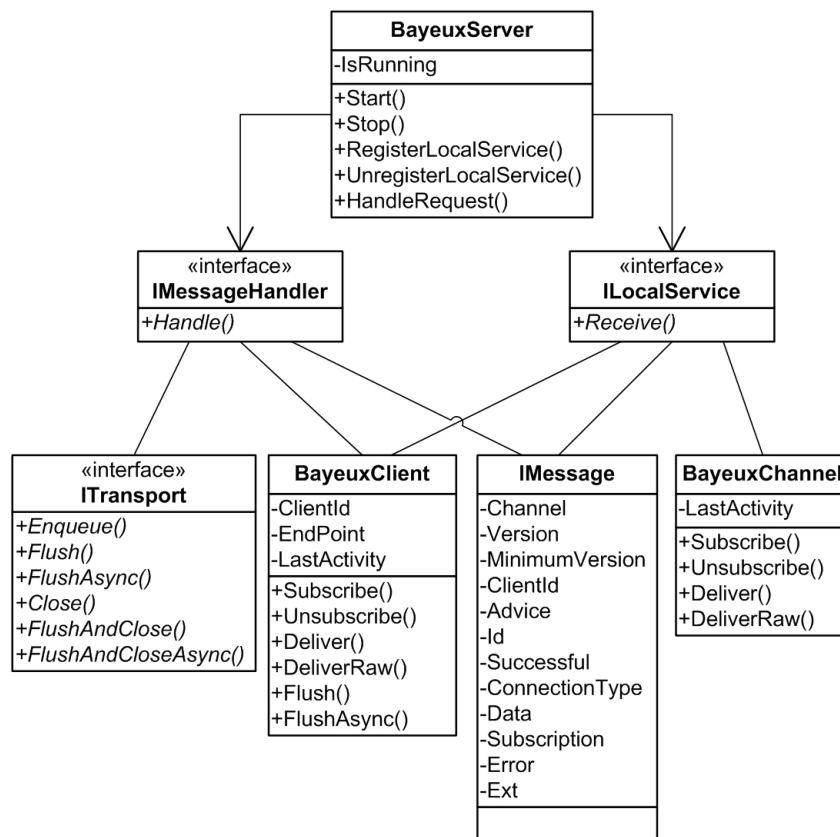 BayeuxServer
-IsRunning
+Start()
+Stop()
+RegisterLocalService()
+UnregisterLocalService()
+HandleRequest()
«interface»
IMessageHandler
+Handle()
«interface»
ILocalService
+Receive()
«interface»
ITransport
+Enqueue()
+Flush()
+FlushAsync()
+Close()
+FlushAndClose()
+FlushAndCloseAsync()
BayeuxClient
-ClientId
-EndPoint
-LastActivity
+Subscribe()
+Unsubscribe()
+Deliver()
+DeliverRaw()
+Flush()
+FlushAsync()
IMessage
-Channel
-Version
-MinimumVersion
-ClientId
-Advice
-Id
-Successful
-ConnectionType
-Data
-Subscription
-Error
-Ext
BayeuxChannel
-LastActivity
+Subscribe()
+Unsubscribe()
+Deliver()
+DeliverRaw()